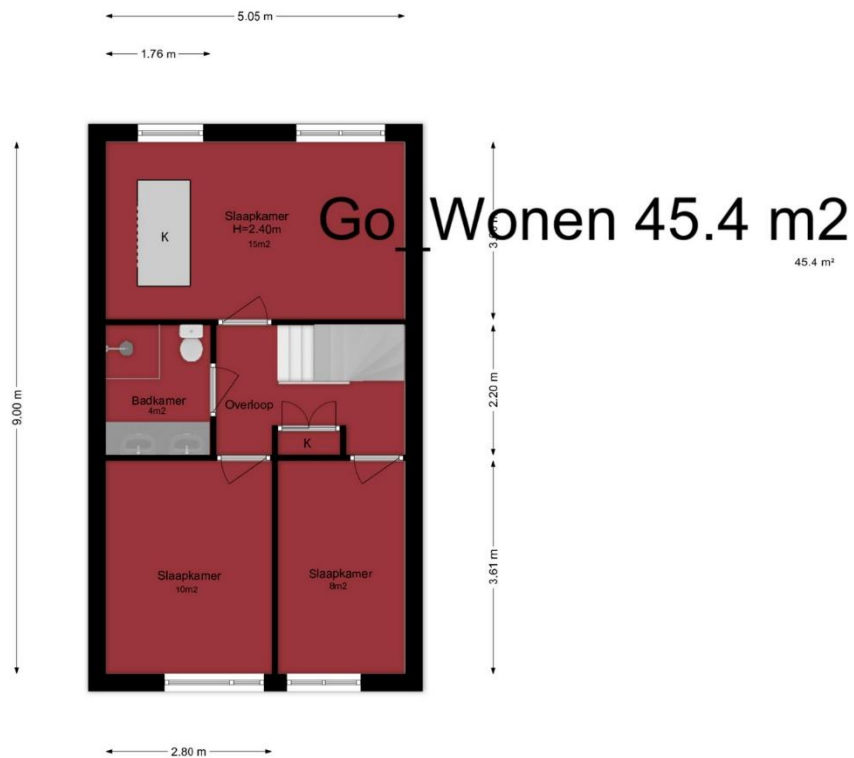 5.05 m
1.76 m
Go_Wonen 45.4 m2
45.4 m²
Slaapkamer
H=2.40m
15m2
K
9.00 m
2.20 m
Badkamer
4m2
Overloop
K
3.61 m
Slaapkamer
10m2
Slaapkamer
8m2
2.80 m